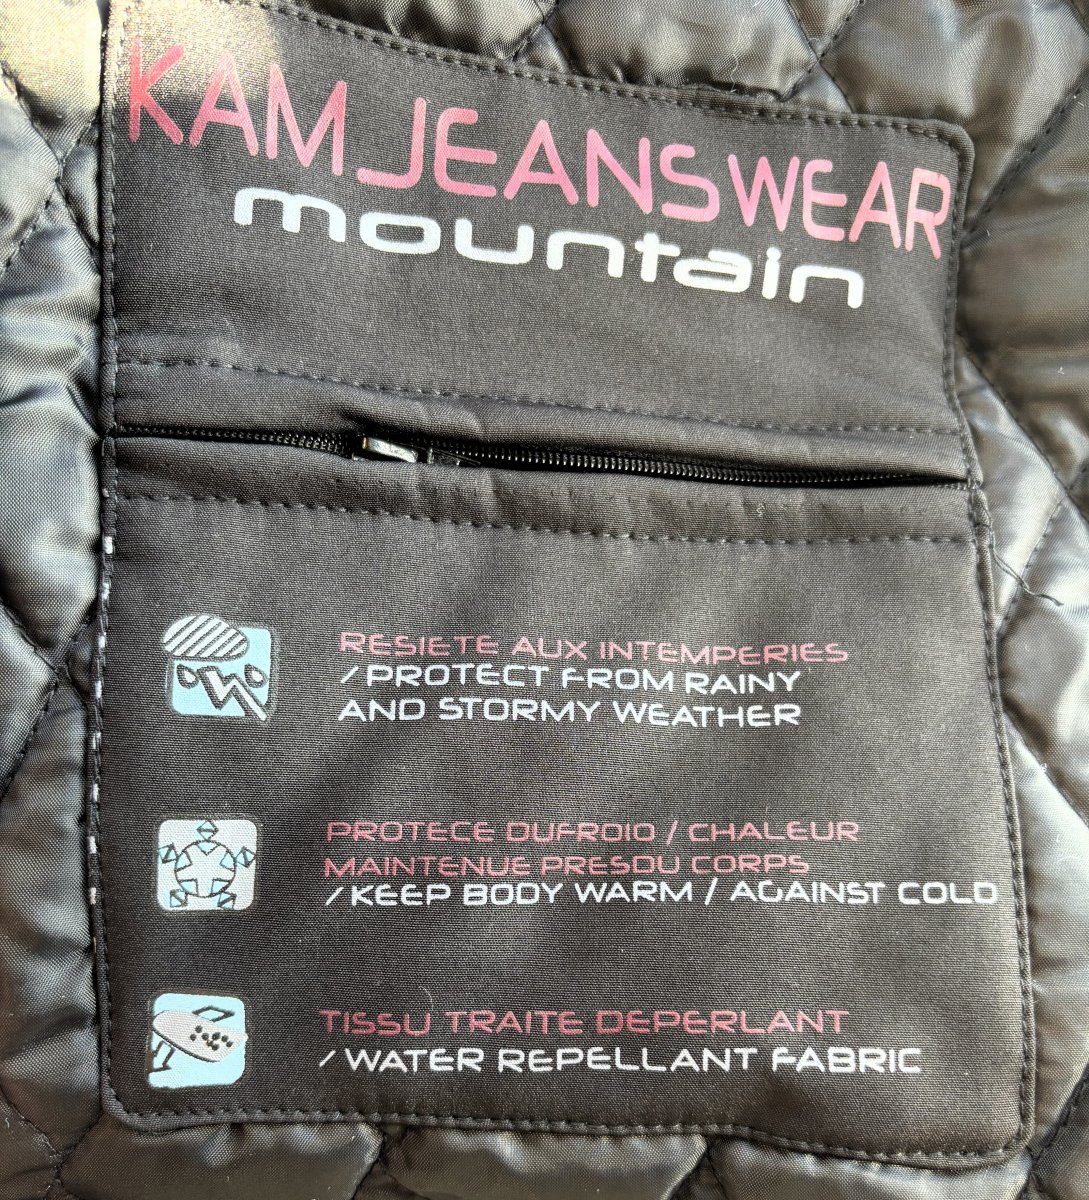 KAM JEANSWEAR
mountain
RESIETE AUX INTEMPERIES
/PROTECT FROM RAINY
AND STORMY WEATHER
PROTECE DUFROIO / CHALEUR
MAINTENUE PRESDU CORPS
/KEEP BODY WARM / AGAINST COLD
TISSU TRAITE DEPERLANT
/WATER REPELLANT FABRIC